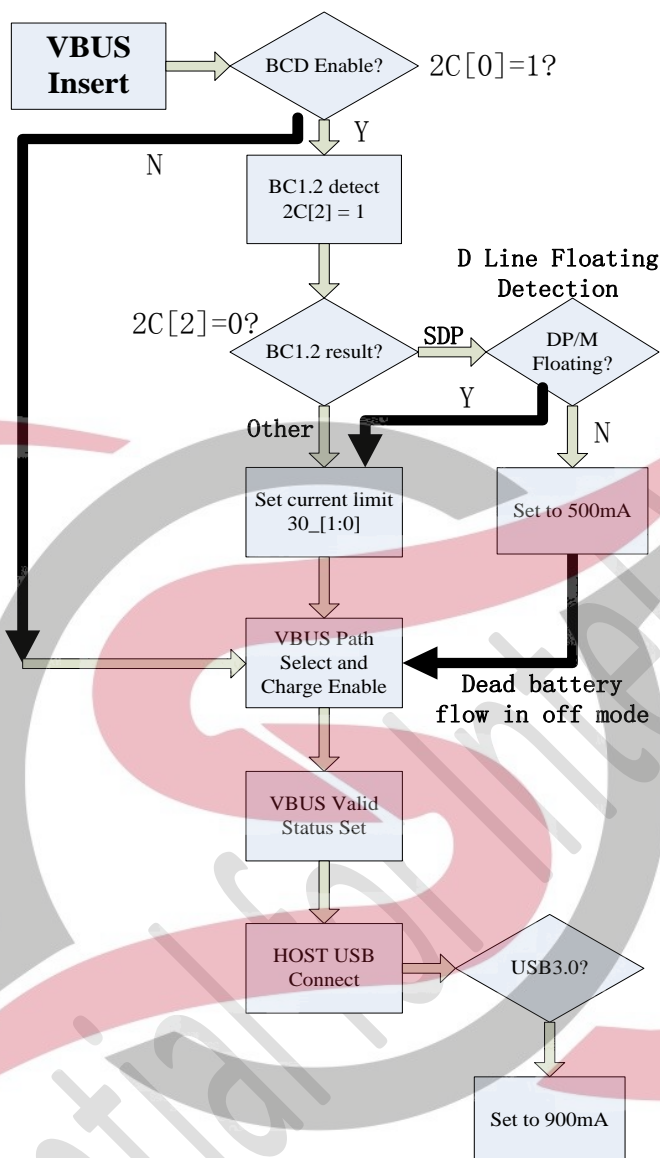 VBUS
Insert
BCD Enable?
2C[0]=1?
Y
N
BC1.2 detect
2C[2] = 1
D Line Floating
Detection
2C[2]=0?
BC1.2 result?
SDP
DP/M
Floating?
Y
Other
N
Set current limit
30_[1:0]
Set to 500mA
VBUS Path
Select and
Charge Enable
Dead battery
flow in off mode
VBUS Valid
Status Set
HOST USB
Connect
USB3.0?
Set to 900mA
ntial for Inte